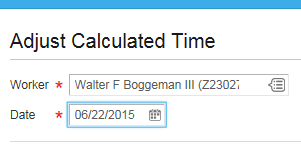 Adjust Calculated Time
Worker * Walter F Boggeman III (Z2302
Date * 06/22/2015